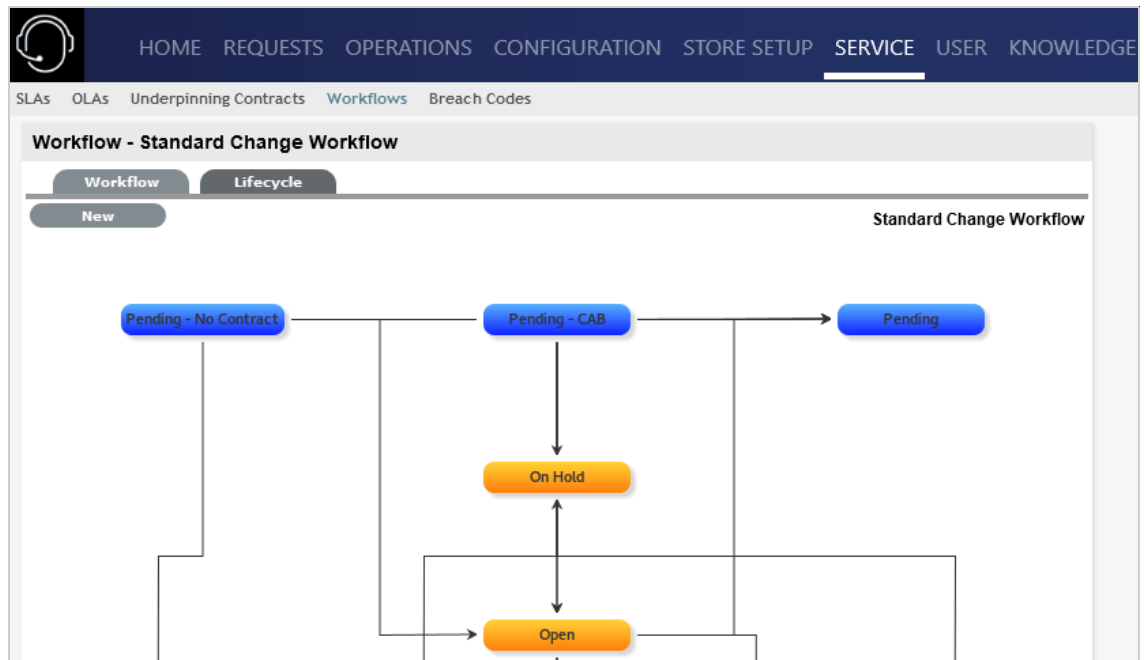 HOME REQUESTS OPERATIONS CONFIGURATION STORE SETUP SERVICE USER KNOWLEDGE
SLAs OLAs Underpinning Contracts Workflows Breach Codes
Workflow - Standard Change Workflow
Workflow Lifecycle
New Standard Change Workflow
Pending - No Contract Pending - CAB Pending
On Hold
Open